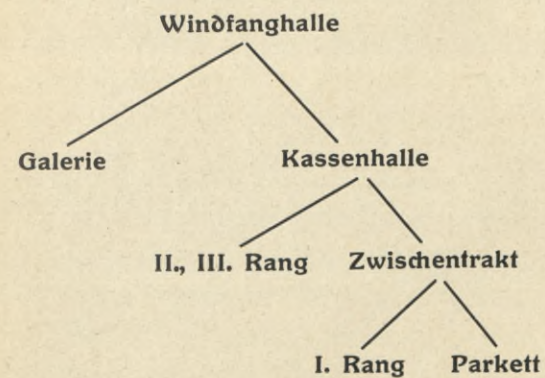 Windfanghalle
Galerie Kassenhalle
II., III. Rang Zwischentrakt
I. Rang Parkett